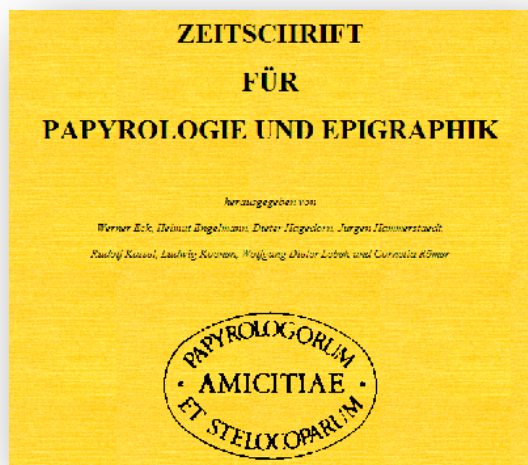 ZEITSCHRIFT
FÜR
PAPYROLOGIE UND EPIGRAPHIK
herausgegeben von
Werner Eck, Helmut Engelmann, Dieter Hagedorn, Jürgen Hammerstaedt,
Rudolf Kassel, Ludwig Koenen, Wolfgang Dieter Lebek und Cornelia Römer
PAPYROLOGORUM
· AMICITIAE ·
ET STELOCOPARUM